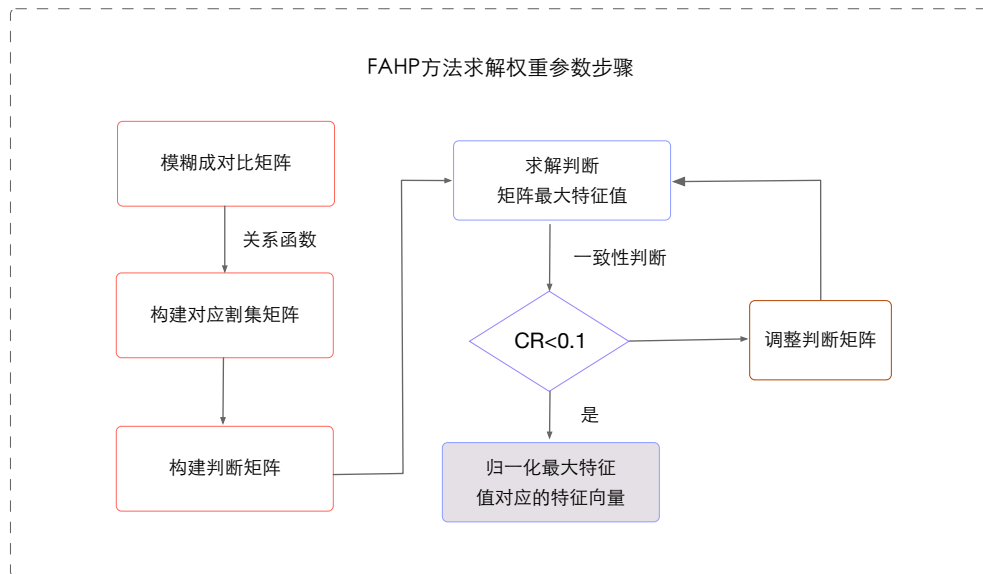 FAHP方法求解权重参数步骤
模糊成对比矩阵
关系函数
构建对应割集矩阵
构建判断矩阵
求解判断
矩阵最大特征值
一致性判断
CR<0.1
调整判断矩阵
是
归一化最大特征
值对应的特征向量